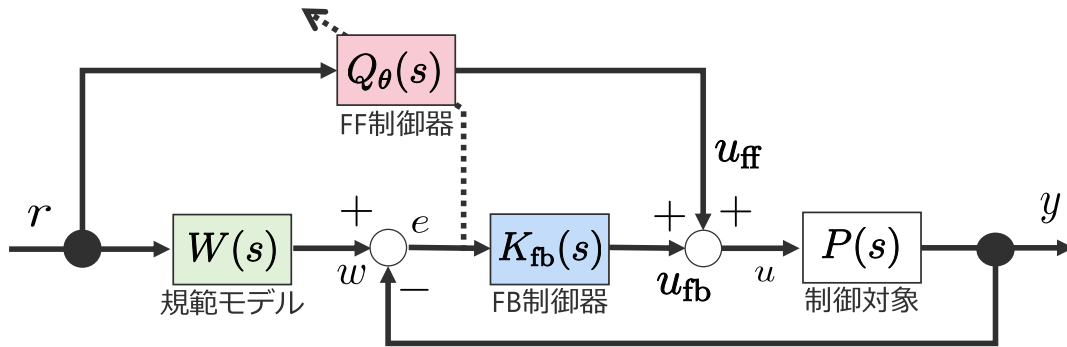 Q_θ(s)
FF制御器
u_ff
r
W(s)
規範モデル
+
w
e
−
K_fb(s)
FB制御器
+
u_fb
+
u
P(s)
制御対象
y